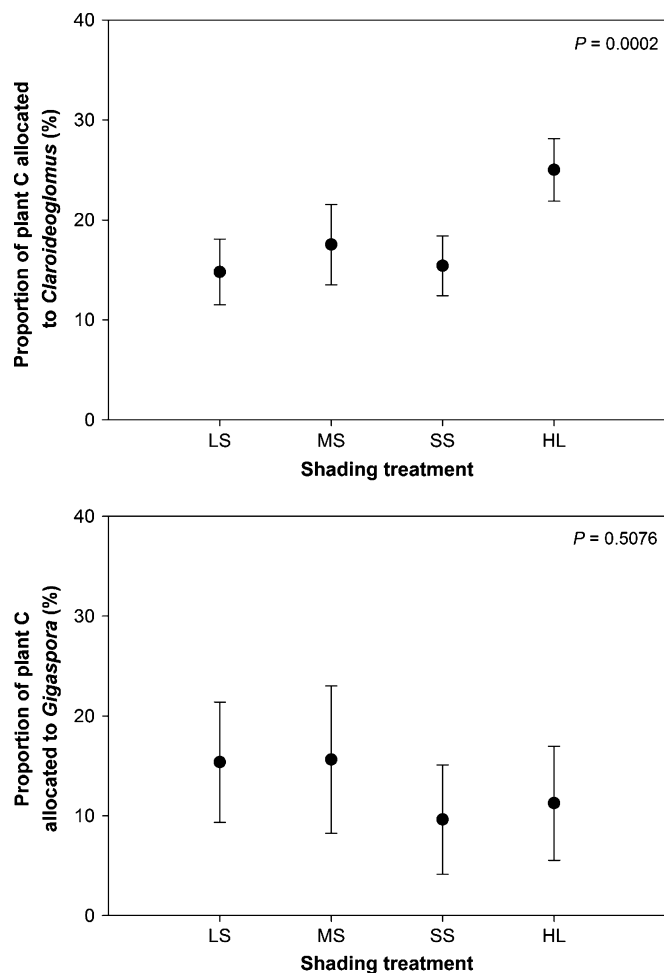 40
P = 0.0002
30
20
10
0
Proportion of plant C allocated
to Claroideoglomus (%)
LS MS SS HL
Shading treatment
40
P = 0.5076
30
20
10
0
Proportion of plant C
allocated to Gigaspora (%)
LS MS SS HL
Shading treatment